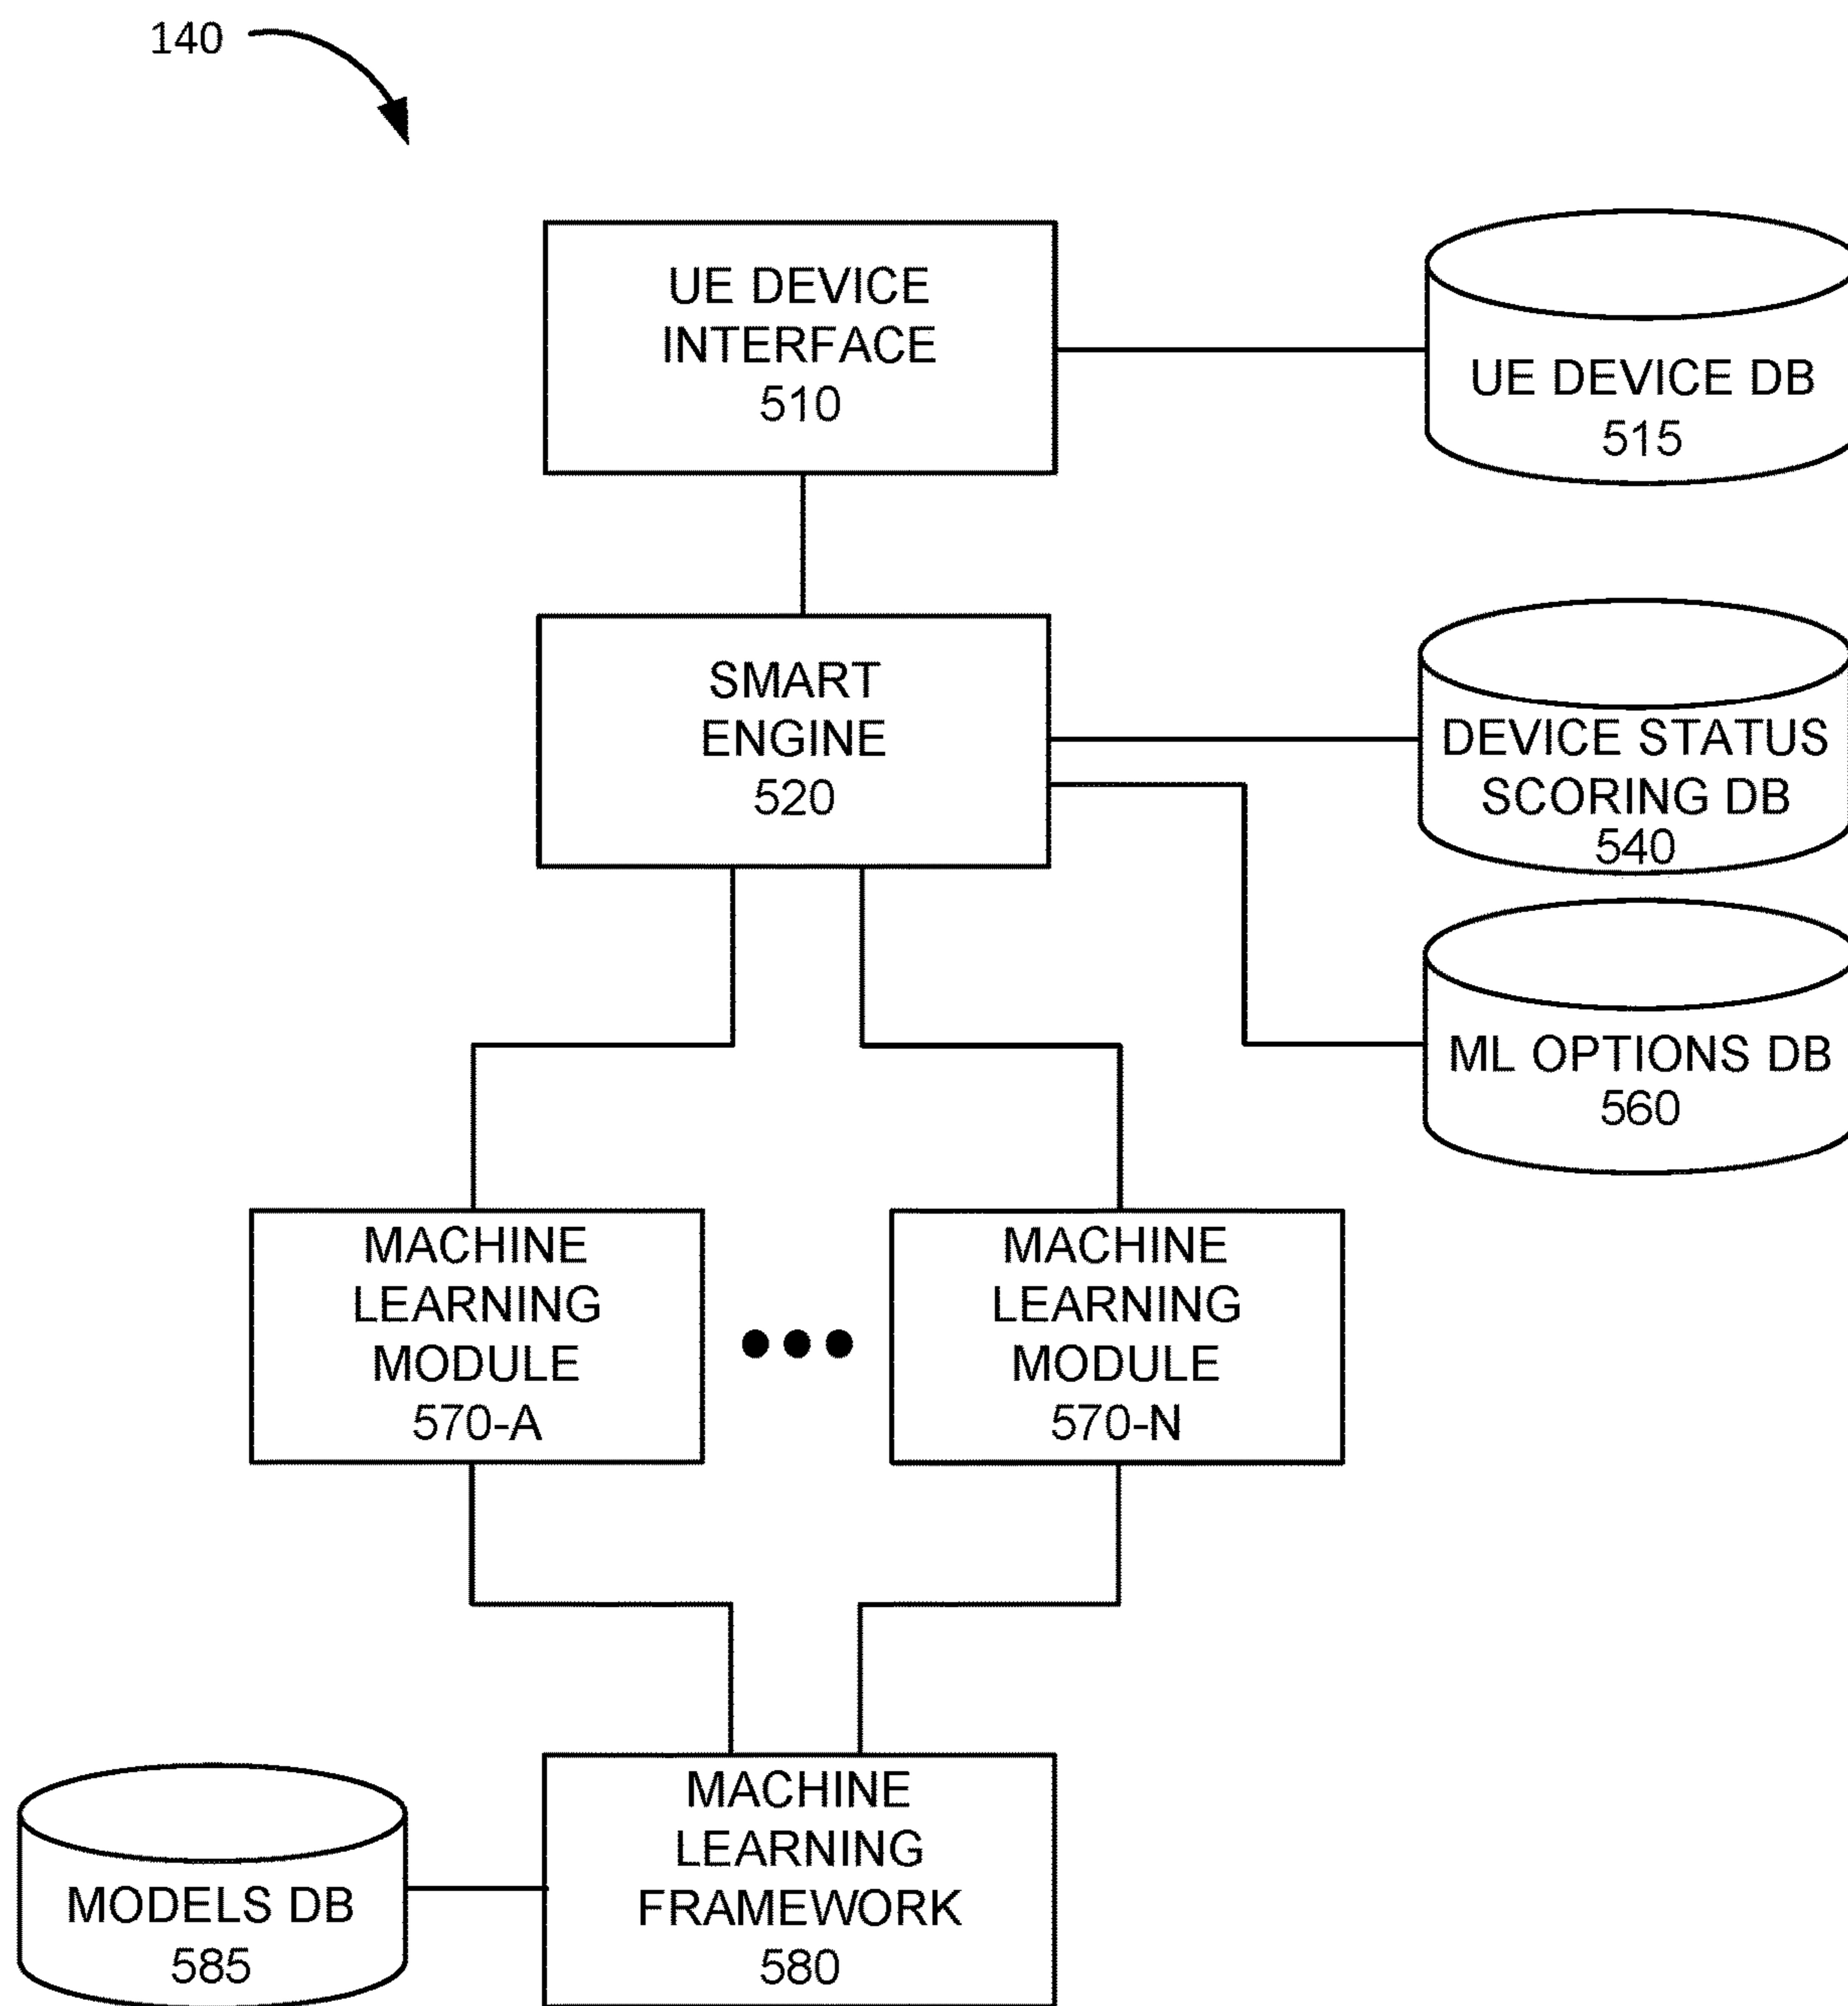 140
UE DEVICE
INTERFACE
510
UE DEVICE DB
515
SMART
ENGINE
520
DEVICE STATUS
SCORING DB
540
ML OPTIONS DB
560
MACHINE
LEARNING
MODULE
570-A
MACHINE
LEARNING
MODULE
570-N
MODELS DB
585
MACHINE
LEARNING
FRAMEWORK
580